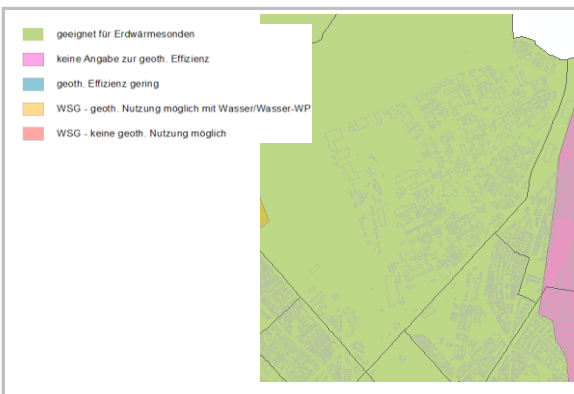 geeignet für Erdwärmesonden
keine Angabe zur geoth. Effizienz
geoth. Effizienz gering
WSG - geoth. Nutzung möglich mit Wasser/Wasser-WP
WSG - keine geoth. Nutzung möglich